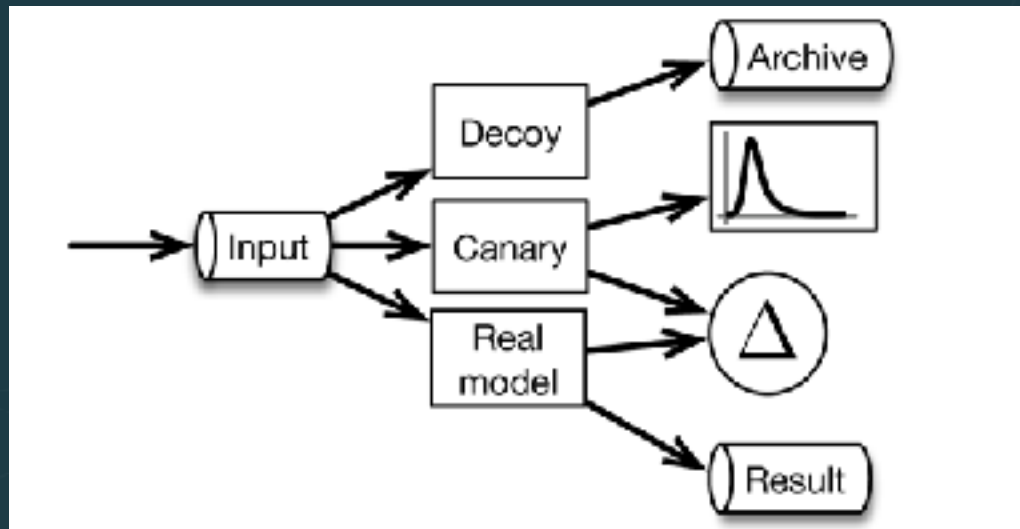 Archive
Decoy
Input
Canary
Δ
Real
model
Result